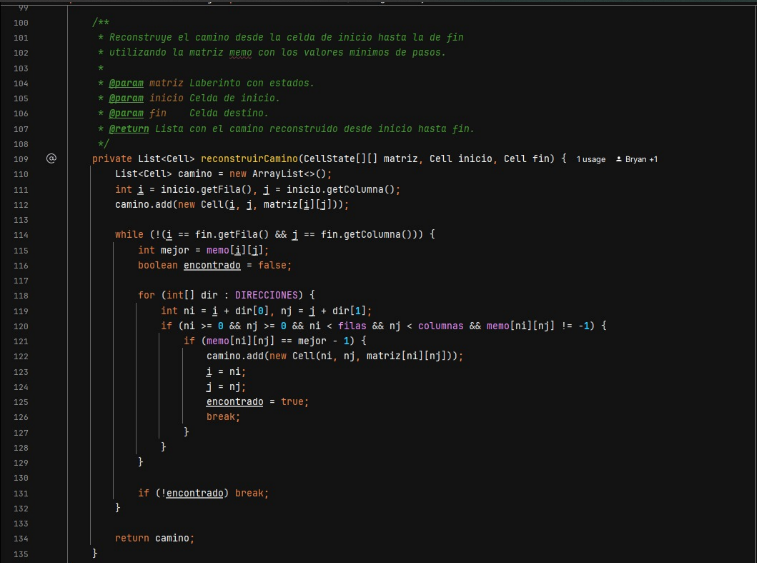 99
100 /**
101 * Reconstruye el camino desde la celda de inicio hasta la de fin
102 * utilizando la matriz memo con los valores mínimos de pasos.
103 *
104 * @param matriz Laberinto con estados.
105 * @param inicio Celda de inicio.
106 * @param fin    Celda destino.
107 * @return Lista con el camino reconstruido desde inicio hasta fin.
108 */
109 @ private List<Cell> reconstruirCamino(CellState[][] matriz, Cell inicio, Cell fin) { 1 usage Bryan +1
110 List<Cell> camino = new ArrayList<>();
111 int i = inicio.getFila(), j = inicio.getColumna();
112 camino.add(new Cell(i, j, matriz[i][j]));
113
114 while (!(i == fin.getFila() && j == fin.getColumna())) {
115 int mejor = memo[i][j];
116 boolean encontrado = false;
117
118 for (int[] dir : DIRECCIONES) {
119 int ni = i + dir[0], nj = j + dir[1];
120 if (ni >= 0 && nj >= 0 && ni < filas && nj < columnas && memo[ni][nj] != -1) {
121 if (memo[ni][nj] == mejor - 1) {
122 camino.add(new Cell(ni, nj, matriz[ni][nj]));
123 i = ni;
124 j = nj;
125 encontrado = true;
126 break;
127 }
128 }
129 }
130
131 if (!encontrado) break;
132 }
133
134 return camino;
135 }